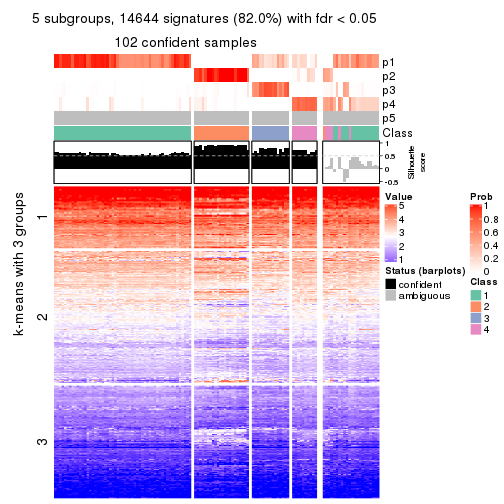 5 subgroups, 14644 signatures (82.0%) with fdr < 0.05
102 confident samples
p1
p2
p3
p4
p5
Class
1
0.5
0
-0.5
Silhouette
score
k-means with 3 groups
1
2
3
Value
5
4
3
2
1
Status (barplots)
confident
ambiguous
Prob
1
0.8
0.6
0.4
0.2
0
Class
1
2
3
4